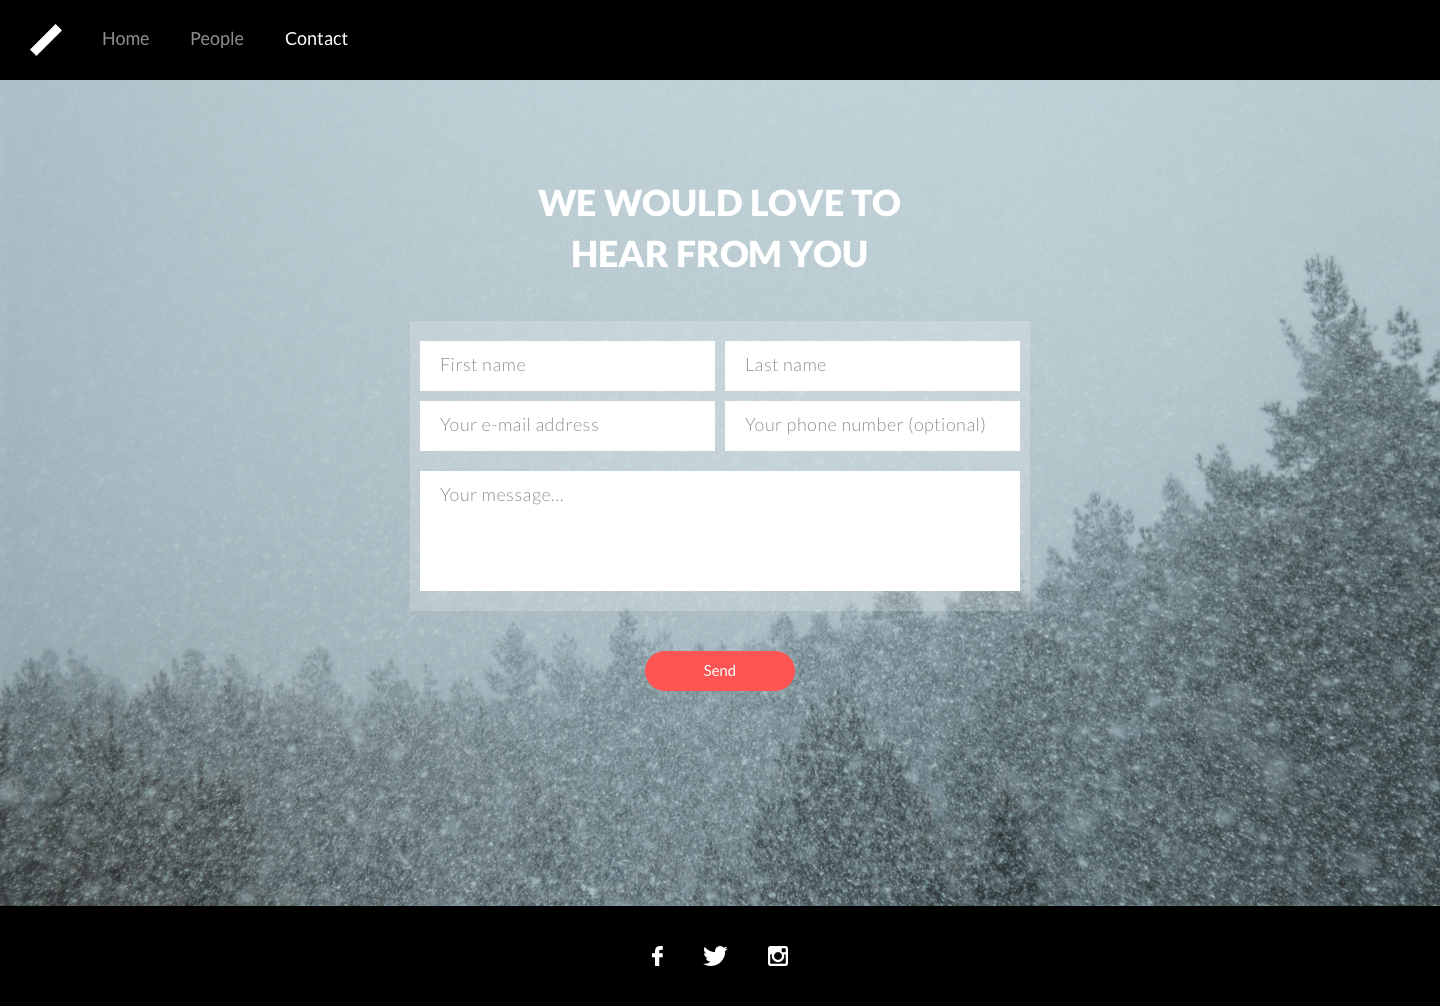 Home People Contact
WE WOULD LOVE TO
HEAR FROM YOU
First name Last name
Your e-mail address Your phone number (optional)
Your message...
Send